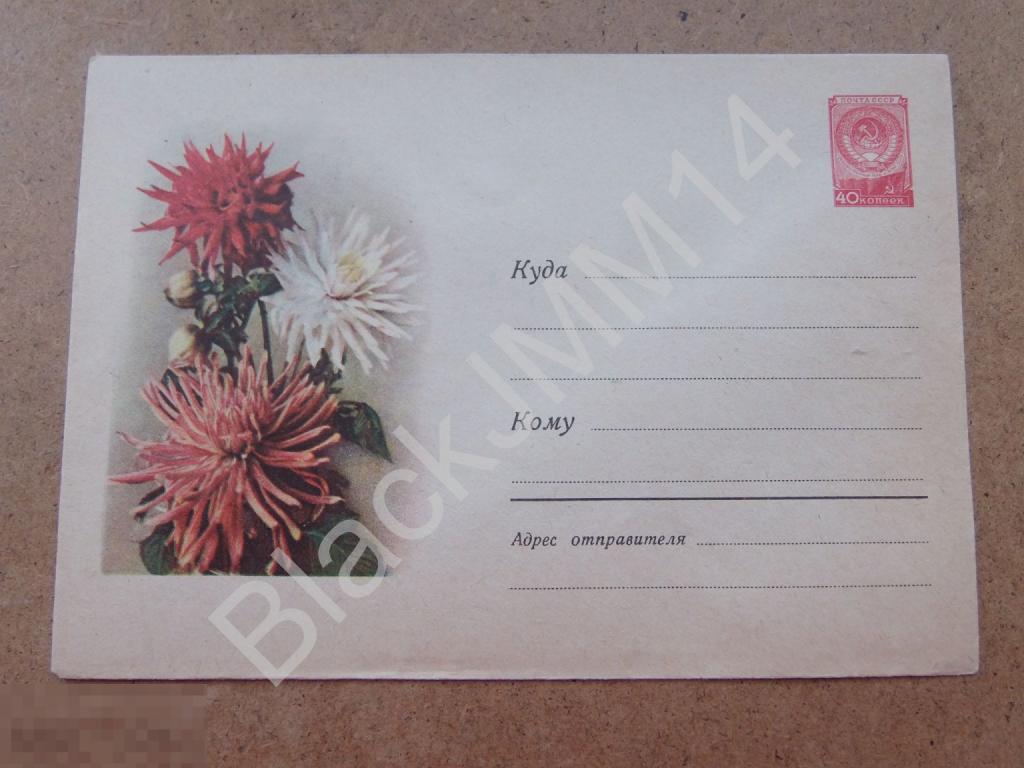 ПОЧТА СССР
40 КОПЕЕК
Куда
Кому
Адрес отправителя
BlackJMM14